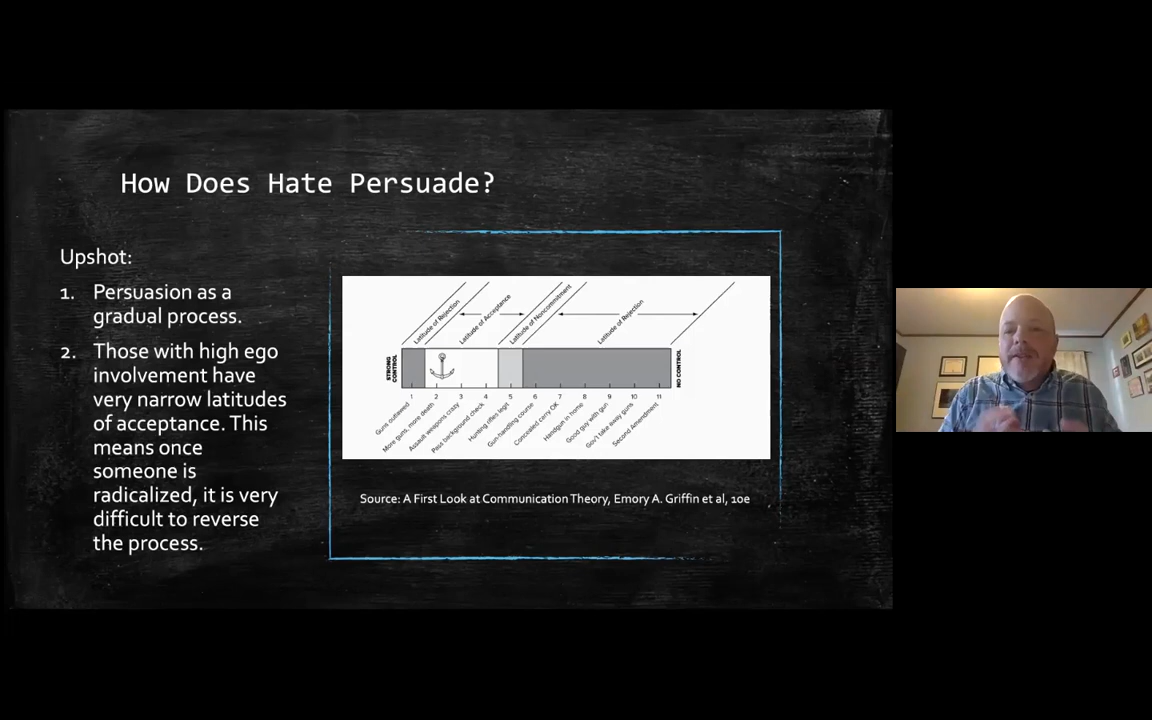 How Does Hate Persuade?
Upshot:
1. Persuasion as a
gradual process.
2. Those with high ego
involvement have
very narrow latitudes
of acceptance. This
means once
someone is
radicalized, it is very
difficult to reverse
the process.
Latitude of Rejection
Latitude of Acceptance
Latitude of Noncommitment
Latitude of Rejection
STRONG
CONTROL
NO CONTROL
1 2 3 4 5 6 7 8 9 10 11
Guns outlawed
More guns, more death
Assault weapons crazy
Pass background check
Hunting rifles legit
Gun-handling course
Concealed carry OK
Handgun in home
Good guy with gun
Gov't take away guns
Second Amendment
Source: A First Look at Communication Theory, Emory A. Griffin et al, 10e